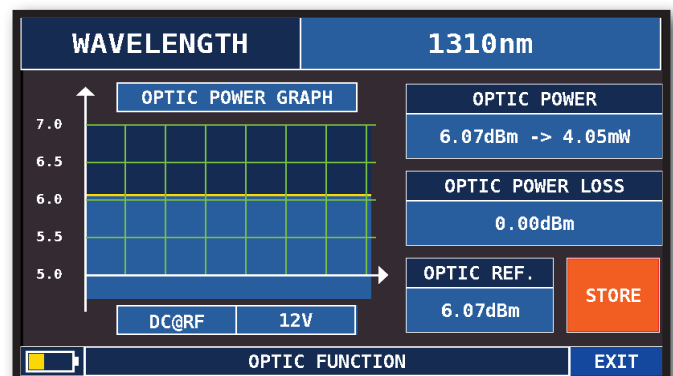 WAVELENGTH
1310nm
OPTIC POWER GRAPH
7.0
6.5
6.0
5.5
5.0
DC@RF
12V
OPTIC POWER
6.07dBm -> 4.05mW
OPTIC POWER LOSS
0.00dBm
OPTIC REF.
6.07dBm
STORE
OPTIC FUNCTION
EXIT